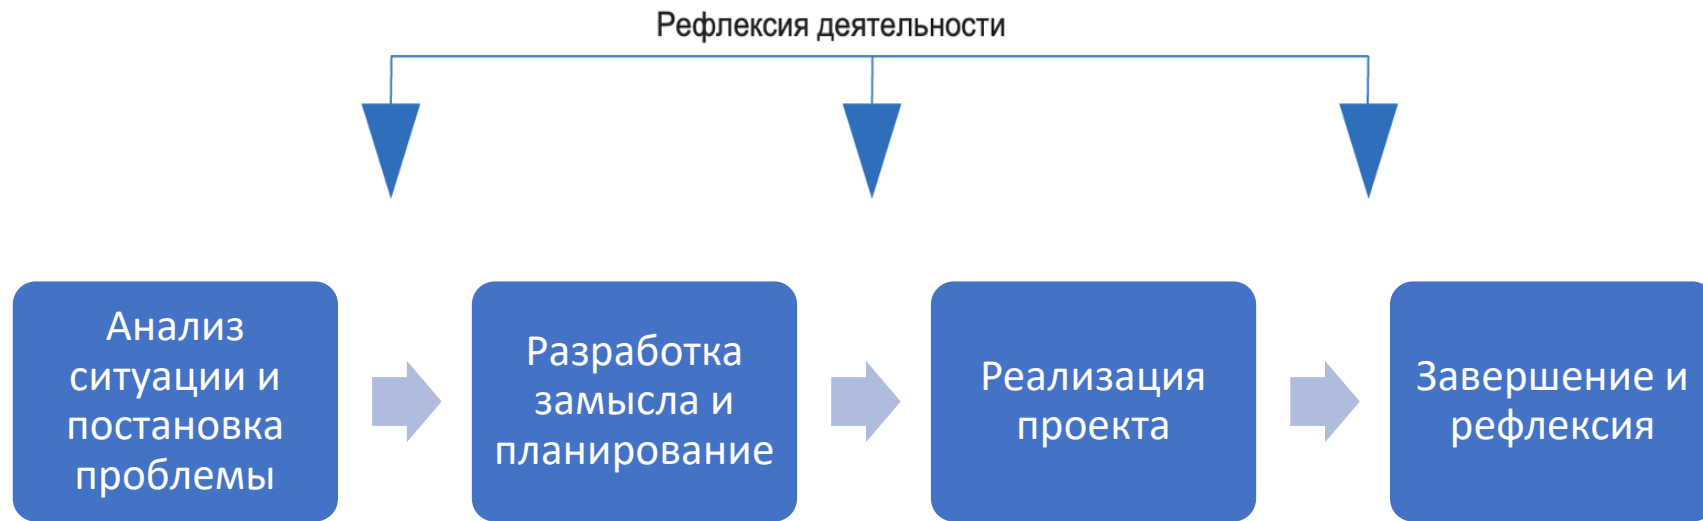 Рефлексия деятельности
Анализ
ситуации и
постановка
проблемы
Разработка
замысла и
планирование
Реализация
проекта
Завершение и
рефлексия